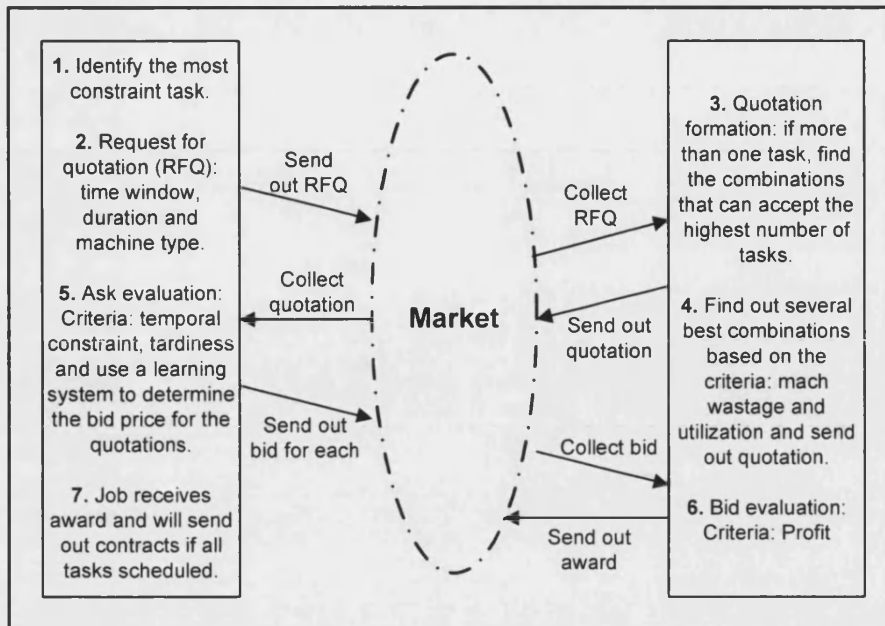 1. Identify the most
constraint task.
2. Request for
quotation (RFQ):
time window,
duration and
machine type.
5. Ask evaluation:
Criteria: temporal
constraint, tardiness
and use a learning
system to determine
the bid price for the
quotations.
7. Job receives
award and will send
out contracts if all
tasks scheduled.
Send
out RFQ
Collect
quotation
Send out
bid for each
Market
Collect
RFQ
Send out
quotation
Collect bid
Send out
award
3. Quotation
formation: if more
than one task, find
the combinations
that can accept the
highest number of
tasks.
4. Find out several
best combinations
based on the
criteria: mach
wastage and
utilization and send
out quotation.
6. Bid evaluation:
Criteria: Profit